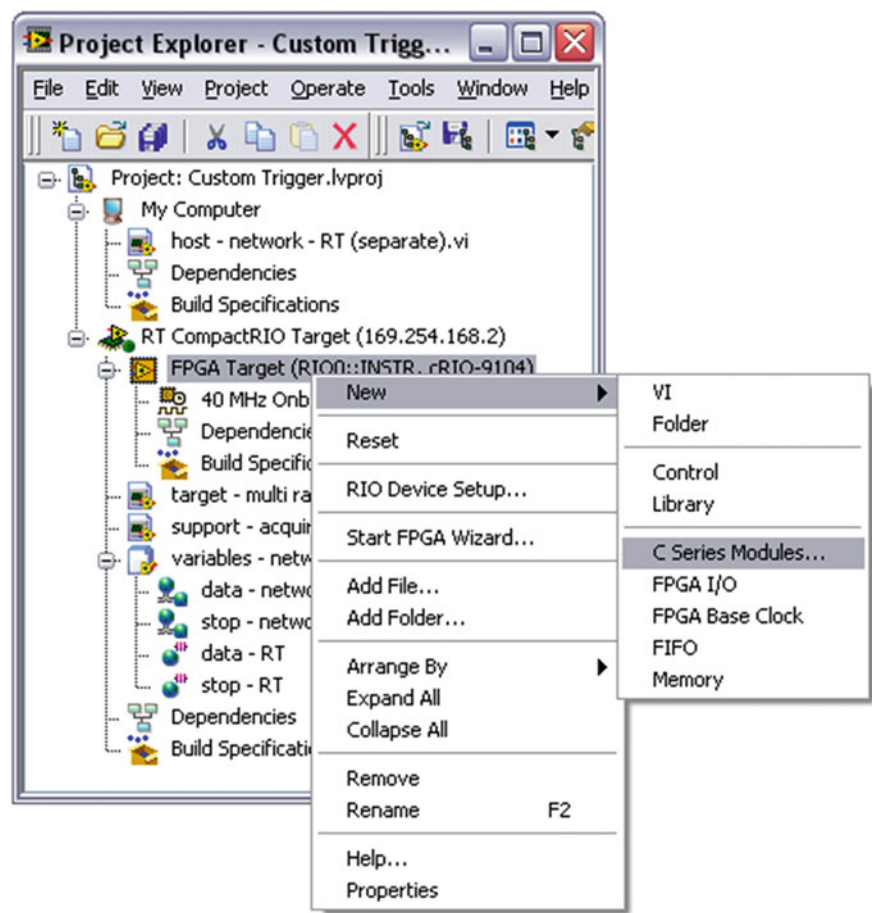 Project Explorer - Custom Trigg...
File Edit View Project Operate Tools Window Help
Project: Custom Trigger.lvproj
My Computer
host - network - RT (separate).vi
Dependencies
Build Specifications
RT CompactRIO Target (169.254.168.2)
FPGA Target (RIO0::INSTR, cRIO-9104)
40 MHz Onb
Dependencie
Build Specific
target - multi ra
support - acquir
variables - netw
data - netwo
stop - netwo
data - RT
stop - RT
Dependencies
Build Specificati
New
Reset
RIO Device Setup...
Start FPGA Wizard...
Add File...
Add Folder...
Arrange By
Expand All
Collapse All
Remove
Rename F2
Help...
Properties
VI
Folder
Control
Library
C Series Modules...
FPGA I/O
FPGA Base Clock
FIFO
Memory